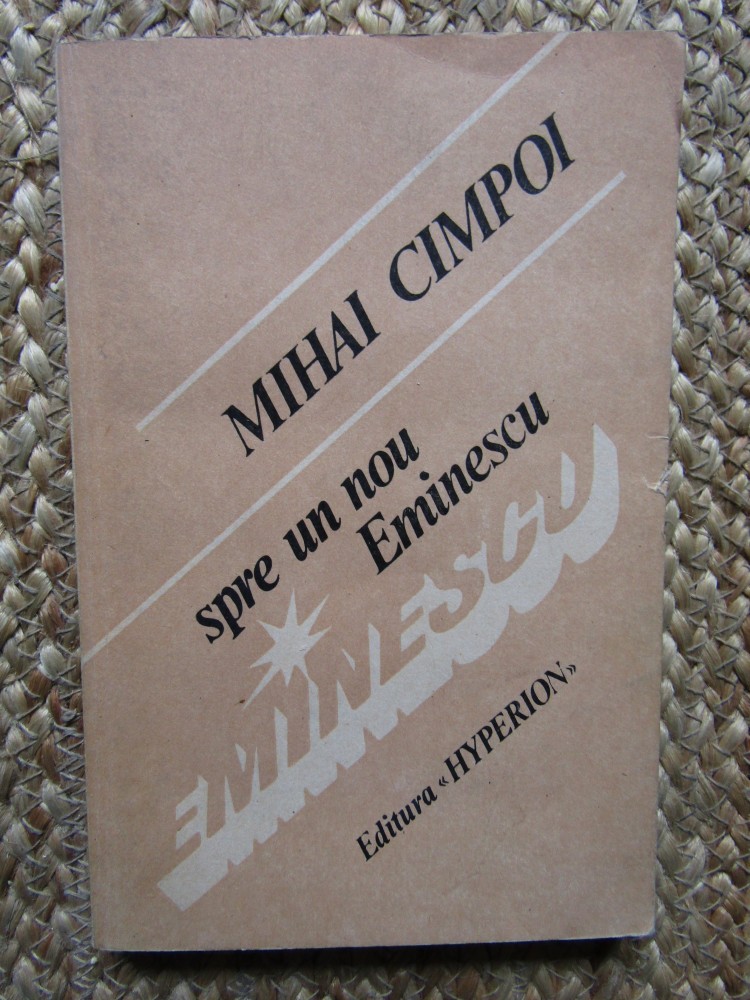 MIHAI CIMPOI
spre un nou
Eminescu
EMINESCU
Editura «HYPERION»